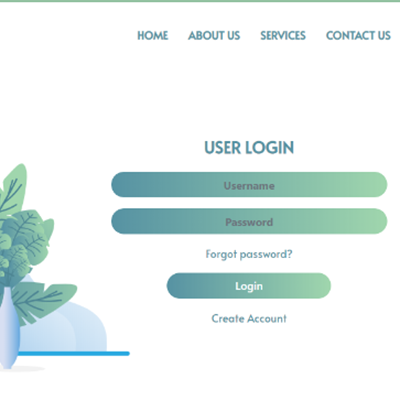 HOME ABOUT US SERVICES CONTACT US
USER LOGIN
Username
Password
Forgot password?
Login
Create Account